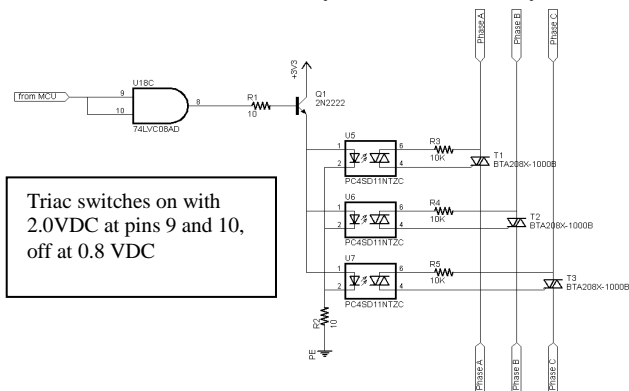 Phase A
Phase B
Phase C
+3V3
U18C
from MCU
9
10
8
74LVC08AD
R1
10
Q1
2N2222
U5
1
2
6
4
PC4SD11NTZC
R3
10K
T1
BTA208X-1000B
U6
1
2
6
4
PC4SD11NTZC
R4
10K
T2
BTA208X-1000B
U7
1
2
6
4
PC4SD11NTZC
R5
10K
T3
BTA208X-1000B
R2
10
PE
Triac switches on with
2.0VDC at pins 9 and 10,
off at 0.8 VDC
Phase A
Phase B
Phase C